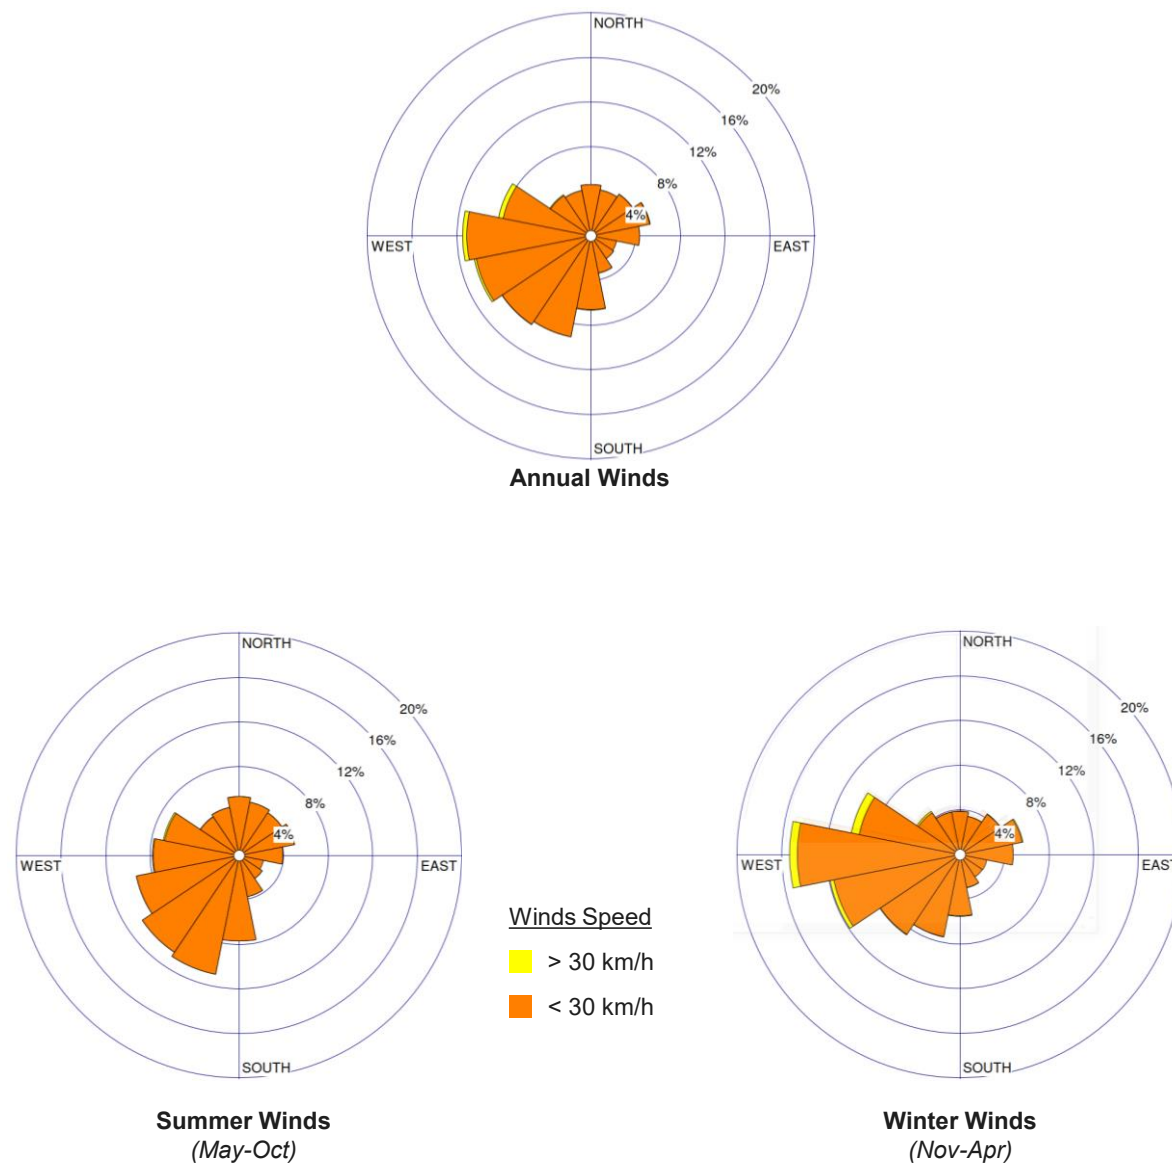 NORTH
20%
16%
12%
8%
4%
WEST
EAST
SOUTH
Annual Winds
NORTH
20%
16%
12%
8%
4%
WEST
EAST
SOUTH
Summer Winds
(May-Oct)
Winds Speed
> 30 km/h
< 30 km/h
NORTH
20%
16%
12%
8%
4%
WEST
EAST
SOUTH
Winter Winds
(Nov-Apr)